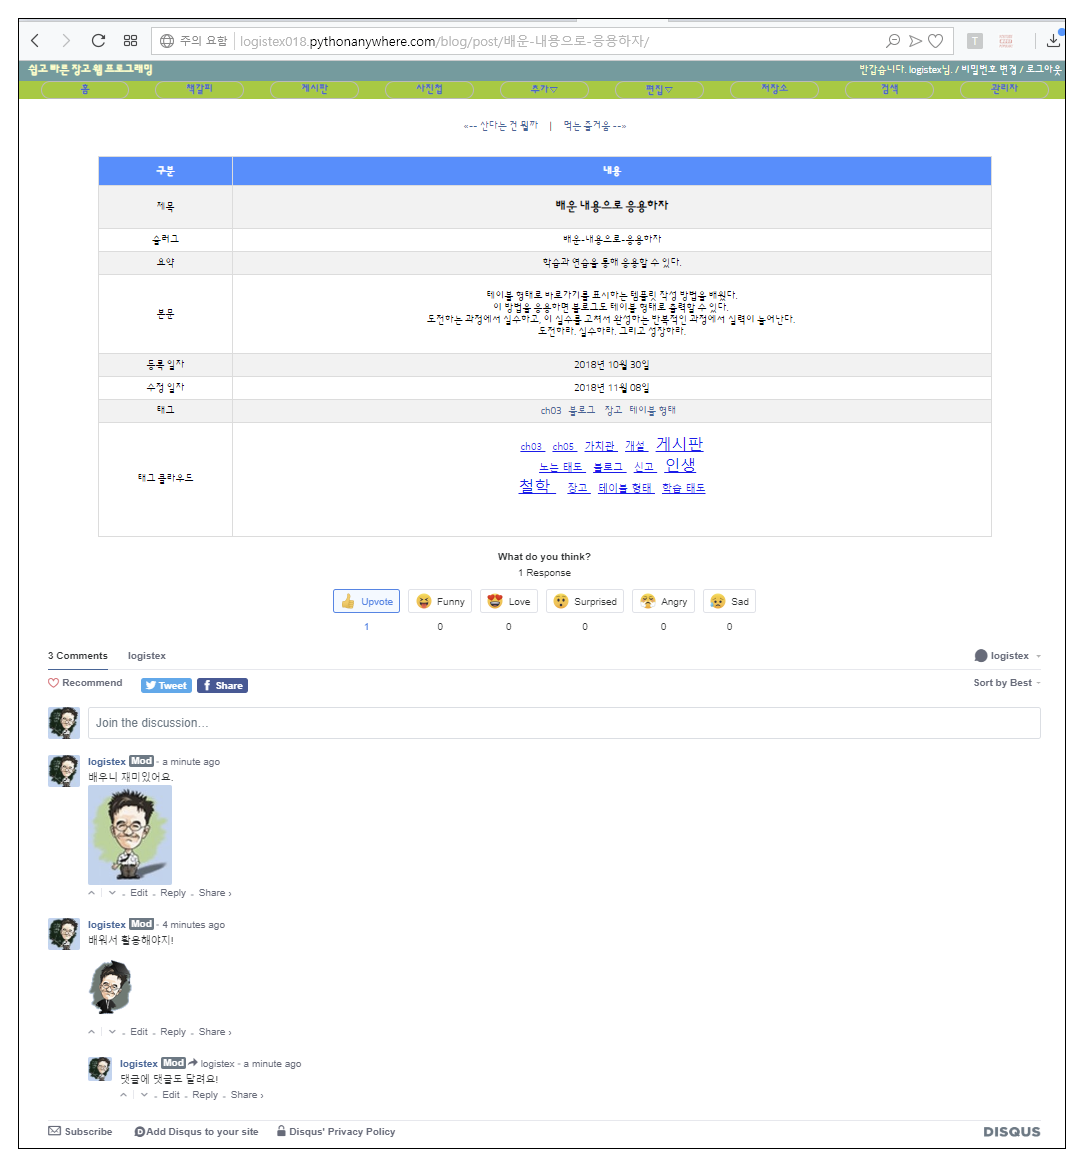 주의 요함 logistex018.pythonanywhere.com/blog/post/배운-내용으로-응용하자/
쉽고 빠른 장고 웹 프로그래밍 반갑습니다. logistex님. / 비밀번호 변경 / 로그아웃
홈 책갈피 게시판 사진첩 추가▽ 편집▽ 저장소 검색 관리자
«-- 산다는 건 뭘까 | 먹는 즐거움 --»
구분 내용
제목 배운 내용으로 응용하자
슬러그 배운-내용으로-응용하자
요약 학습과 연습을 통해 응용할 수 있다.
테이블 형태로 바로가기를 표시하는 템플릿 작성 방법을 배웠다.
이 방법을 응용하면 블로그도 테이블 형태로 출력할 수 있다.
본문
도전하는 과정에서 실수하고, 이 실수를 고쳐서 완성하는 반복적인 과정에서 실력이 늘어난다.
도전하라. 실수하라. 그리고 성장하라.
등록 일자 2018년 10월 30일
수정 일자 2018년 11월 08일
태그 ch03 블로그 장고 테이블 형태
ch03 ch05 가치관 개설 게시판
노는 태도 블로그 신고 인생
태그 클라우드
철학 장고 테이블 형태 학습 태도
What do you think?
1 Response
Upvote Funny Love Surprised Angry Sad
1 0 0 0 0 0
3 Comments logistex logistex
Recommend Tweet Share Sort by Best
Join the discussion...
logistex Mod - a minute ago
배우니 재미있어요.
Edit Reply Share ›
logistex Mod - 4 minutes ago
배워서 활용해야지!
Edit Reply Share ›
logistex Mod logistex - a minute ago
댓글에 댓글도 달려요!
Edit Reply Share ›
Subscribe Add Disqus to your site Disqus' Privacy Policy DISQUS